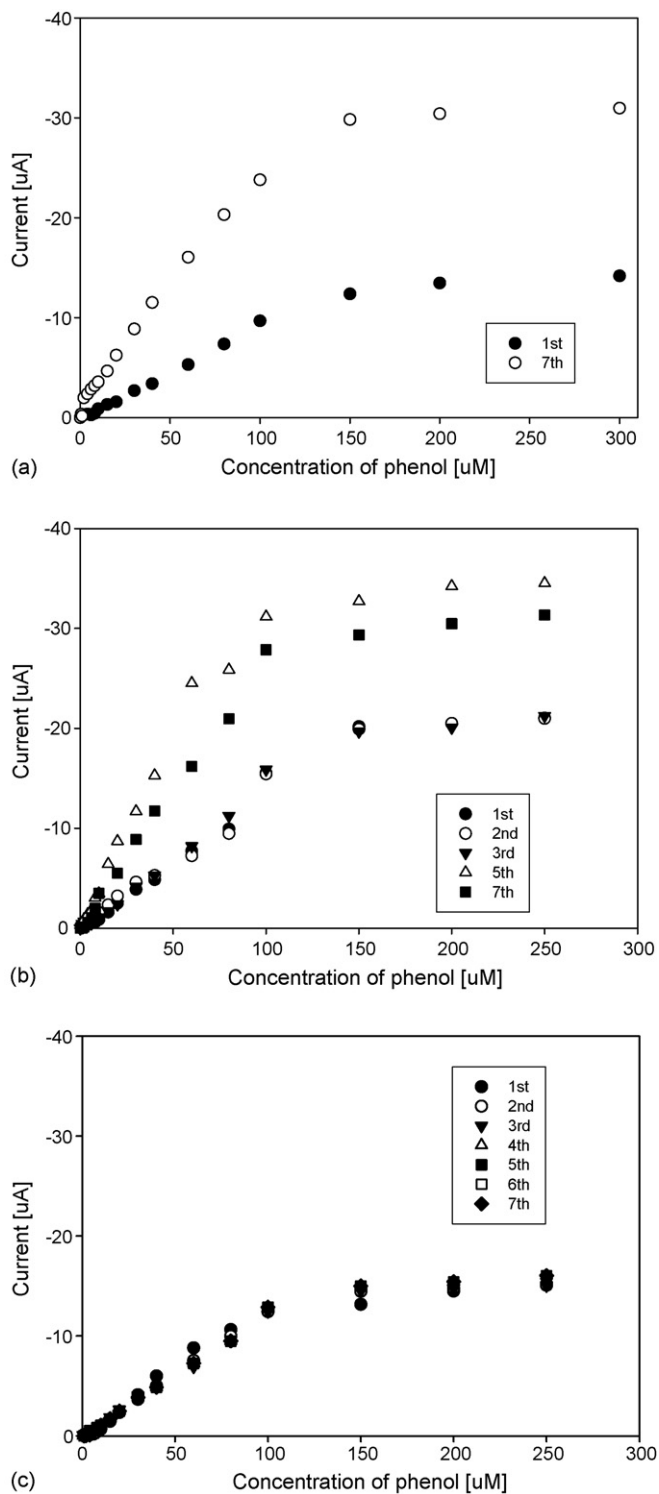 -40
-30
-20
-10
0
Current [uA]
1st
7th
50
100
150
200
250
300
(a)
Concentration of phenol [uM]
-40
-30
-20
-10
0
Current [uA]
1st
2nd
3rd
5th
7th
0
50
100
150
200
250
300
(b)
Concentration of phenol [uM]
-40
-30
-20
-10
0
Current [uA]
1st
2nd
3rd
4th
5th
6th
7th
0
50
100
150
200
250
300
(c)
Concentration of phenol [uM]